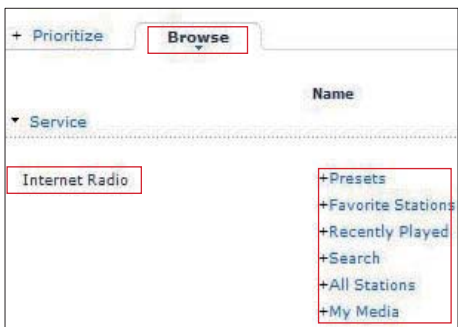 + Prioritize Browse
Name
Service
Internet Radio +Presets
+Favorite Stations
+Recently Played
+Search
+All Stations
+My Media